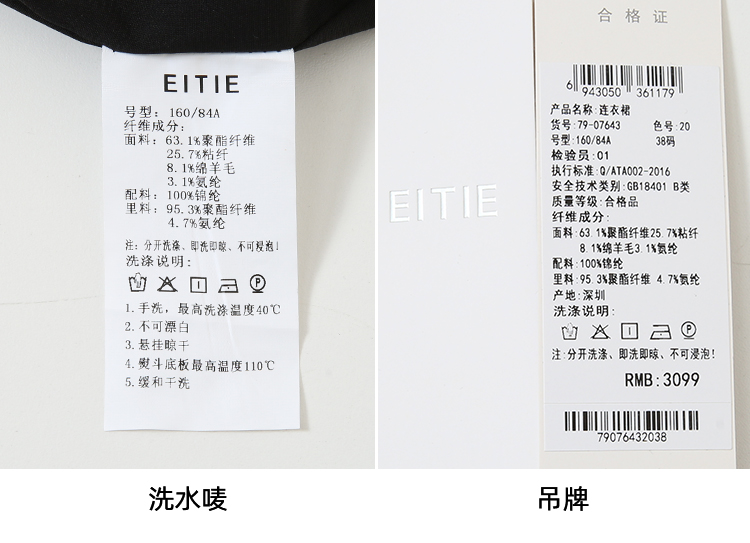 EITIE
号型: 160/84A
纤维成分:
面料: 63.1%聚酯纤维
25.7%粘纤
8.1%绵羊毛
3.1%氨纶
配料: 100%锦纶
里料: 95.3%聚酯纤维
4.7%氨纶
注: 分开洗涤、即洗即晾、不可浸泡!
洗涤说明:
P
1.手洗, 最高洗涤温度40℃
2.不可漂白
3.悬挂晾干
4.熨斗底板最高温度110℃
5.缓和干洗
洗水唛
EITIE
合格证
6 943050 361179
产品名称: 连衣裙
货号: 79-07643 色号: 20
号型: 160/84A 38码
检验员: 01
执行标准: Q/ATA002-2016
安全技术类别: GB18401 B类
质量等级: 合格品
纤维成分:
面料: 63.1%聚酯纤维25.7%粘纤
8.1%绵羊毛3.1%氨纶
配料: 100%锦纶
里料: 95.3%聚酯纤维 4.7%氨纶
产地: 深圳
洗涤说明:
P
注: 分开洗涤、即洗即晾、不可浸泡!
RMB: 3099
79076432038
吊牌